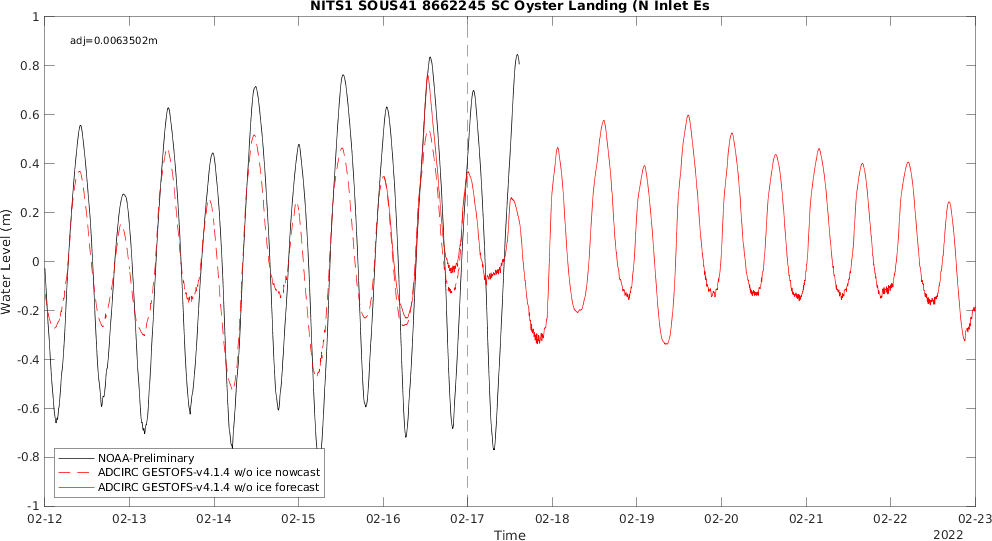 NITS1 SOUS41 8662245 SC Oyster Landing (N Inlet Es
adj=0.0063502m
1
0.8
0.6
0.4
0.2
0
-0.2
-0.4
-0.6
-0.8
-1
Water Level (m)
NOAA-Preliminary
ADCIRC GESTOFS-v4.1.4 w/o ice nowcast
ADCIRC GESTOFS-v4.1.4 w/o ice forecast
02-12 02-13 02-14 02-15 02-16 02-17 02-18 02-19 02-20 02-21 02-22 02-23
Time
2022